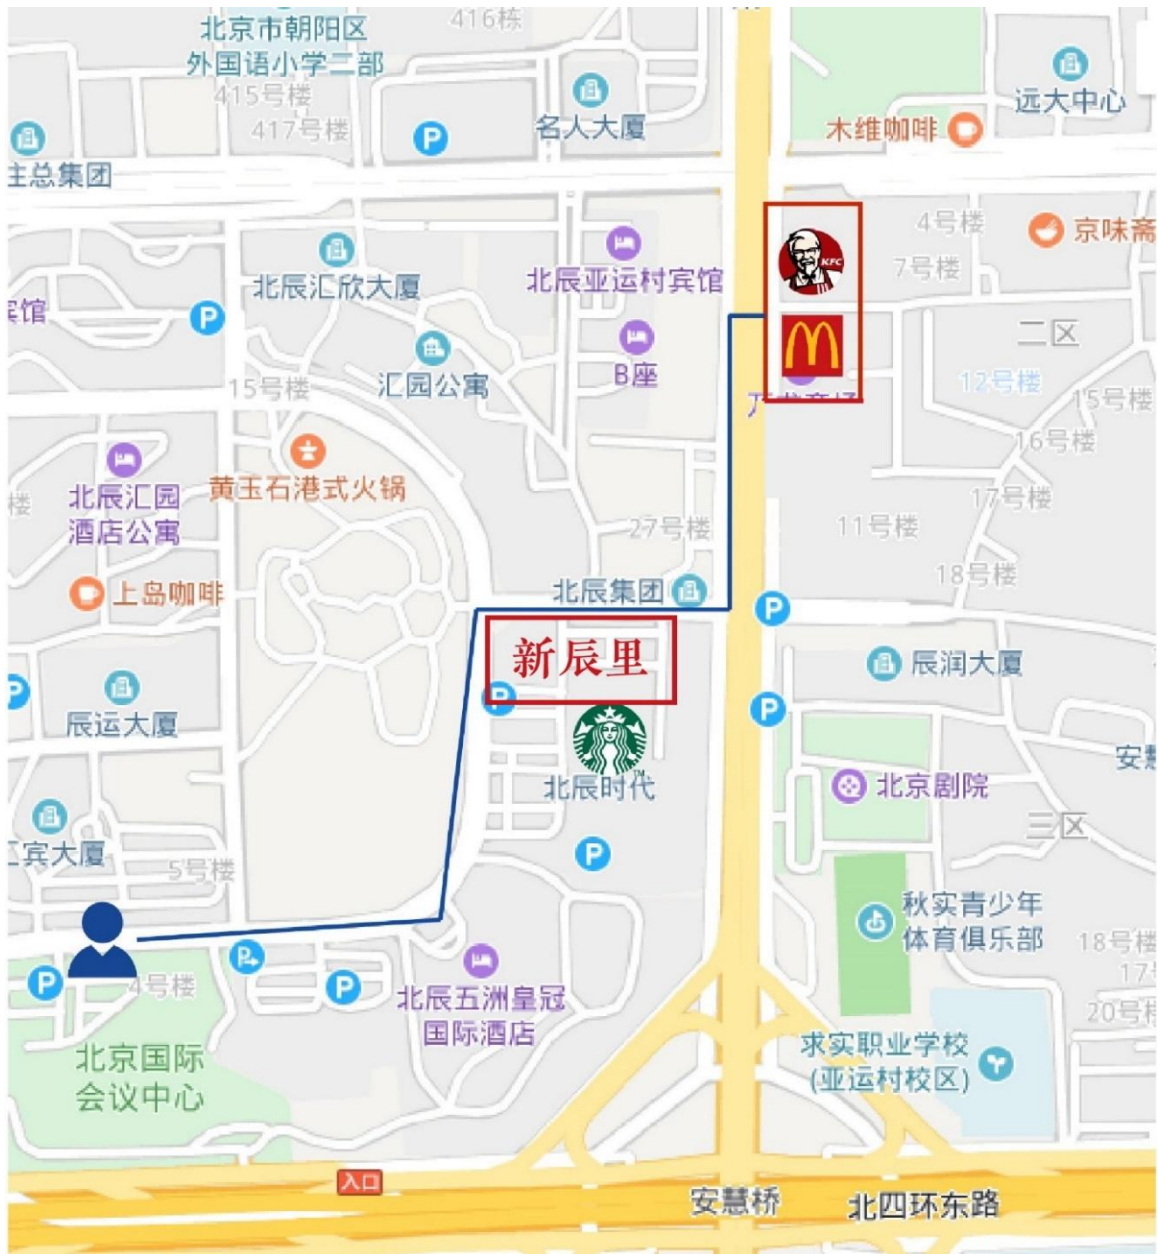 416栋
北京市朝阳区
外国语小学二部
415号楼
417号楼
P
名人大厦
远大中心
木维咖啡
主总集团
4号楼
京味斋
7号楼
KFC
北辰汇欣大厦
北辰亚运村宾馆
宾馆
P
二区
汇园公寓
B座
12号楼
15号楼
15号楼
16号楼
黄玉石港式火锅
北辰汇园
酒店公寓
楼
17号楼
27号楼
11号楼
18号楼
上岛咖啡
北辰集团
P
新辰里
辰润大厦
P
P
P
辰运大厦
TM
北辰时代
安慧
北京剧院
三区
汇宾大厦
5号楼
P
秋实青少年
体育俱乐部
18号楼
17号
20号楼
P
P
P
4号楼
北辰五洲皇冠
国际酒店
北京国际
会议中心
求实职业学校
(亚运村校区)
入口
安慧桥
北四环东路